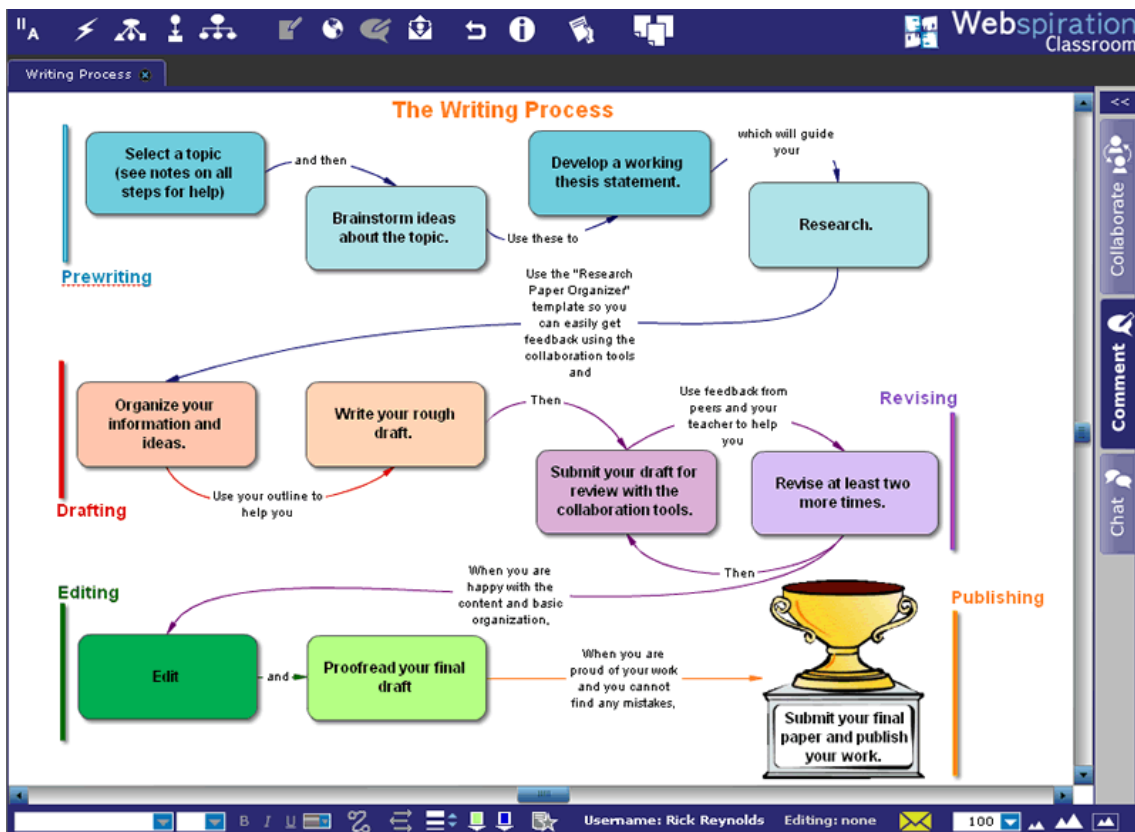 II A
Webspiration
Classroom
Writing Process
The Writing Process
Select a topic
(see notes on all
steps for help)
and then
Brainstorm ideas
about the topic.
Use these to
Develop a working
thesis statement.
which will guide
your
Research.
Prewriting
Use the "Research
Paper Organizer"
template so you
can easily get
feedback using the
collaboration tools
and
Organize your
information and
ideas.
Use your outline to
help you
Write your rough
draft.
Drafting
Then
Submit your draft for
review with the
collaboration tools.
Use feedback from
peers and your
teacher to help
you
Revise at least two
more times.
Then
Revising
When you are
happy with the
content and basic
organization,
Editing
Edit
and
Proofread your final
draft
When you are
proud of your work
and you cannot
find any mistakes,
Submit your final
paper and publish
your work.
Publishing
<<
Collaborate
Comment
Chat
B I U
Username: Rick Reynolds
Editing: none
100